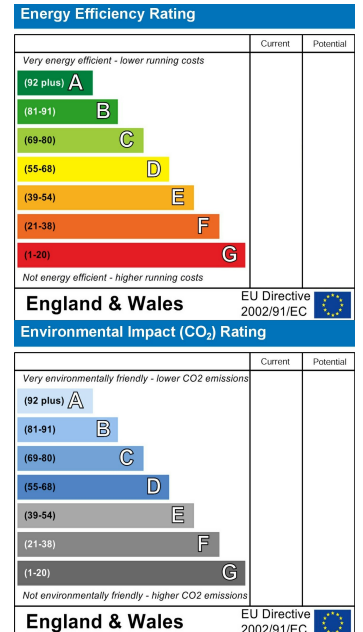 Energy Efficiency Rating
Current Potential
Very energy efficient - lower running costs
(92 plus) A
(81-91) B
(69-80) C
(55-68) D
(39-54) E
(21-38) F
(1-20) G
Not energy efficient - higher running costs
England & Wales EU Directive
2002/91/EC
Environmental Impact (CO₂) Rating
Current Potential
Very environmentally friendly - lower CO2 emissions
(92 plus) A
(81-91) B
(69-80) C
(55-68) D
(39-54) E
(21-38) F
(1-20) G
Not environmentally friendly - higher CO2 emissions
England & Wales EU Directive
2002/91/EC